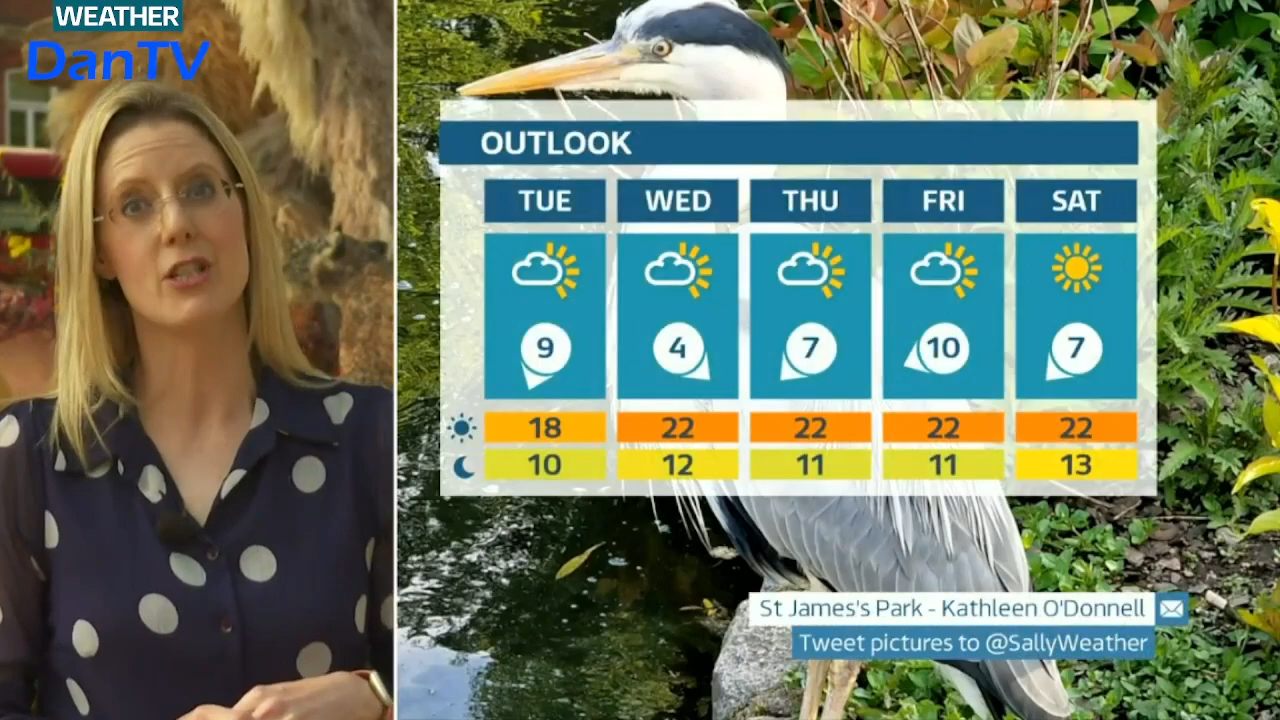 WEATHER
DanTV
OUTLOOK
TUE WED THU FRI SAT
9 4 7 10 7
18 22 22 22 22
10 12 11 11 13
St James's Park - Kathleen O'Donnell
Tweet pictures to @SallyWeather